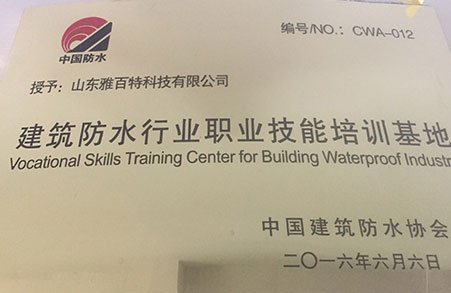 中国防水
编号/NO.: CWA-012
授予: 山东雅百特科技有限公司
建筑防水行业职业技能培训基地
Vocational Skills Training Center for Building Waterproof Industr
中国建筑防水协会
二〇一六年六月六日